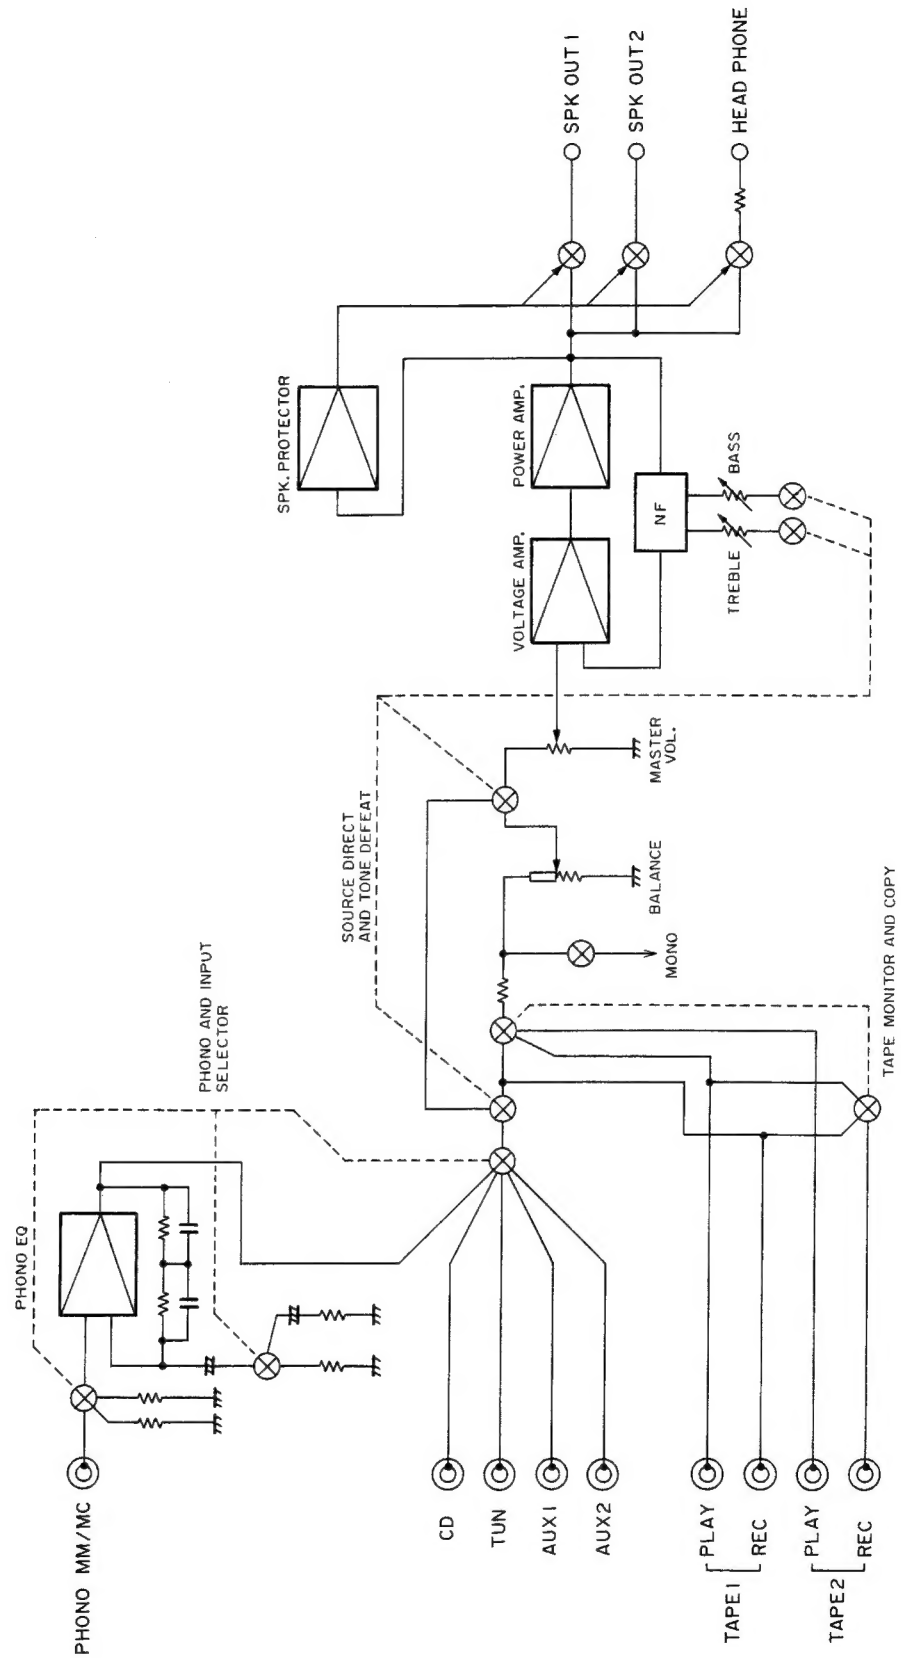 PHONO MM/MC
PHONO EQ
PHONO AND INPUT
SELECTOR
CD
TUN
AUX1
AUX2
TAPE1
PLAY
REC
TAPE2
PLAY
REC
TAPE MONITOR AND COPY
SOURCE DIRECT
AND TONE DEFEAT
MONO
BALANCE
MASTER
VOL.
VOLTAGE AMP.
POWER AMP.
NF
TREBLE
BASS
SPK. PROTECTOR
SPK OUT 1
SPK OUT 2
HEAD PHONE